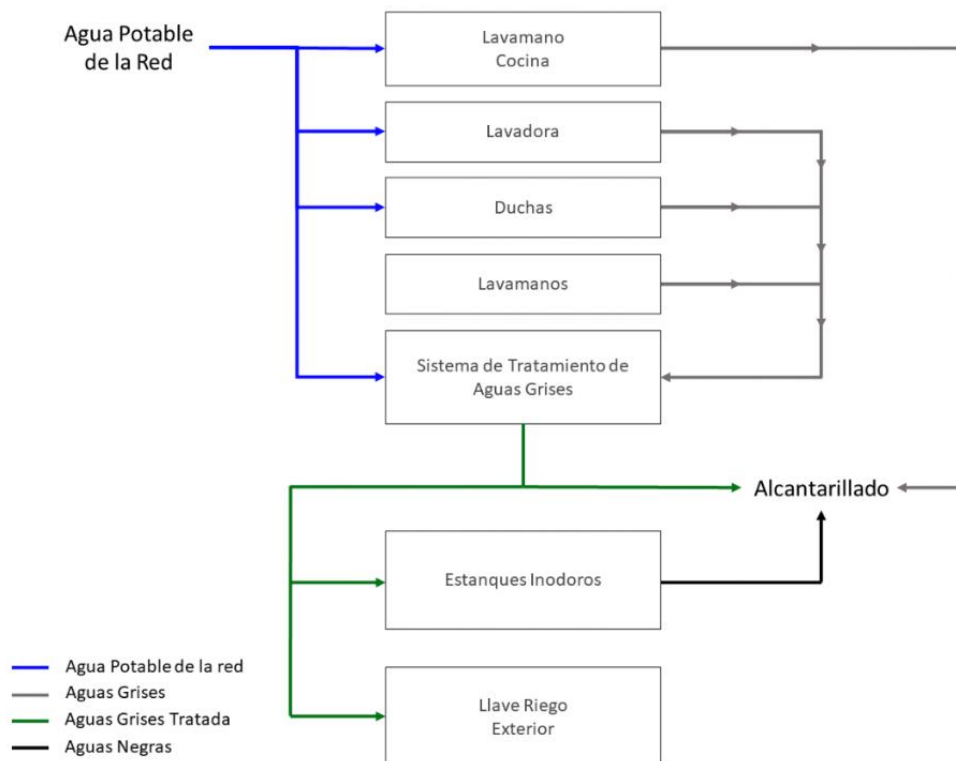 Agua Potable
de la Red
Lavamano
Cocina
Lavadora
Duchas
Lavamanos
Sistema de Tratamiento de
Aguas Grises
Alcantarillado
Estanques Inodoros
Llave Riego
Exterior
Agua Potable de la red
Aguas Grises
Aguas Grises Tratada
Aguas Negras